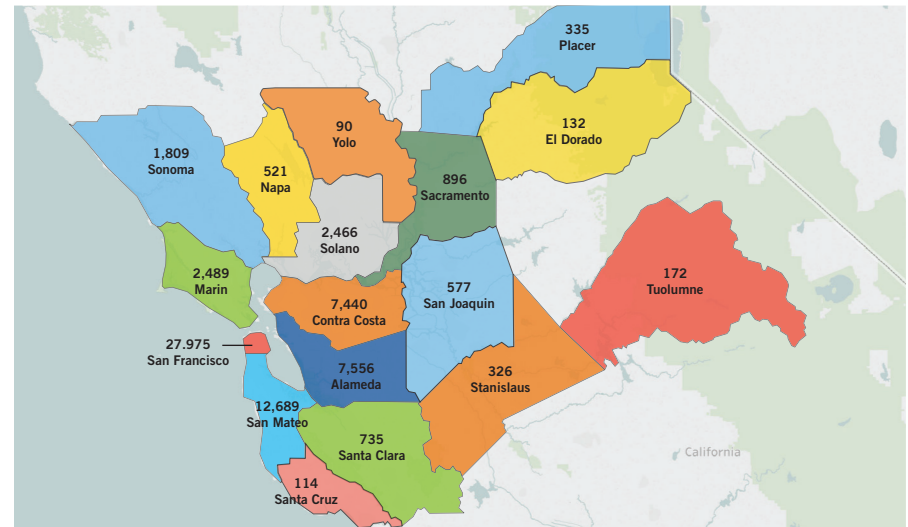 335
Placer
132
El Dorado
90
Yolo
1,809
Sonoma
521
Napa
896
Sacramento
2,466
Solano
2,489
Marin
172
Tuolumne
577
San Joaquin
7,440
Contra Costa
27.975
San Francisco
7,556
Alameda
326
Stanislaus
12,689
San Mateo
735
Santa Clara
California
114
Santa Cruz